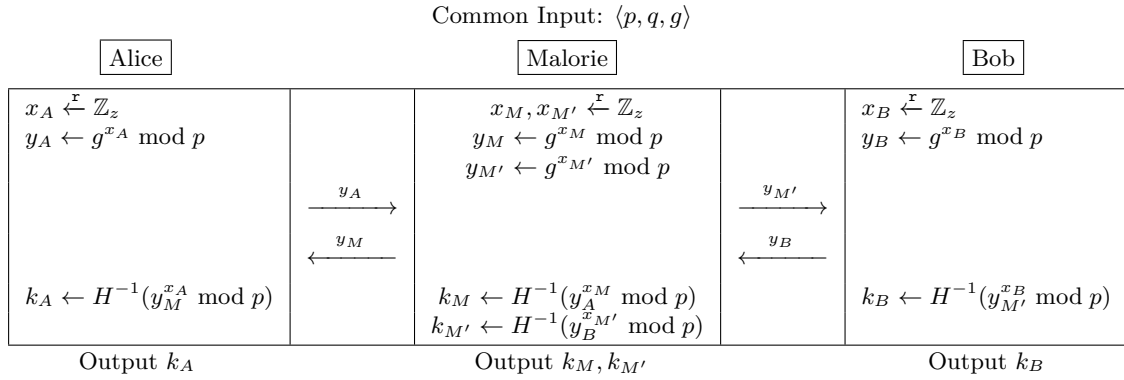 Common Input: ⟨p, q, g⟩
Alice Malorie Bob
x_A ←^r ℤ_z x_M, x_{M'} ←^r ℤ_z x_B ←^r ℤ_z
y_A ← g^{x_A} mod p y_M ← g^{x_M} mod p y_B ← g^{x_B} mod p
y_{M'} ← g^{x_{M'}} mod p
y_A y_{M'}
y_M y_B
k_A ← H^{-1}(y_M^{x_A} mod p) k_M ← H^{-1}(y_A^{x_M} mod p) k_B ← H^{-1}(y_{M'}^{x_B} mod p)
k_{M'} ← H^{-1}(y_B^{x_{M'}} mod p)
Output k_A Output k_M, k_{M'} Output k_B